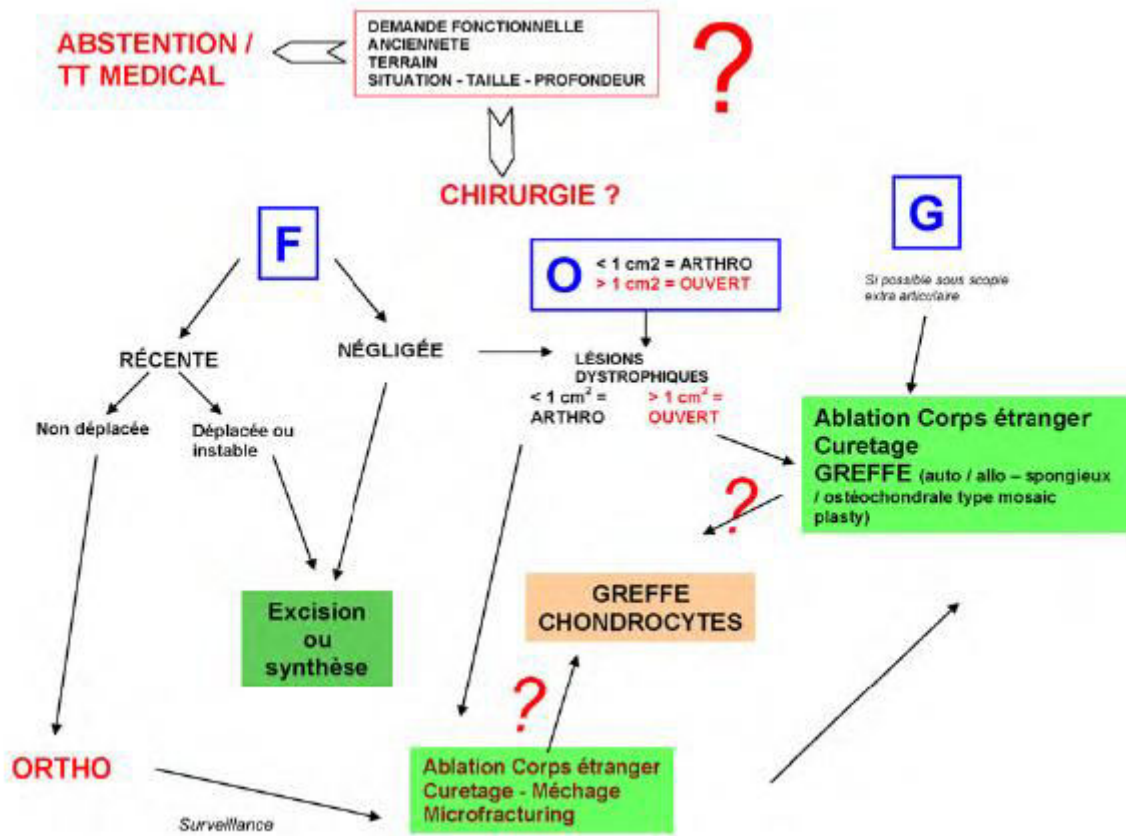 ABSTENTION /
TT MEDICAL
DEMANDE FONCTIONNELLE
ANCIENNETE
TERRAIN
SITUATION - TAILLE - PROFONDEUR
?
CHIRURGIE ?
F
O
< 1 cm2 = ARTHRO
> 1 cm2 = OUVERT
G
Si possible sous scopie
extra articulaire
RÉCENTE
NÉGLIGÉE
LÉSIONS
DYSTROPHIQUES
< 1 cm² =
ARTHRO
> 1 cm² =
OUVERT
Non déplacée
Déplacée ou
instable
Ablation Corps étranger
Curetage
GREFFE (auto / allo – spongieux
/ ostéochondrale type mosaic
plasty)
?
Excision
ou
synthèse
GREFFE
CHONDROCYTES
?
ORTHO
Ablation Corps étranger
Curetage - Méchage
Microfracturing
Surveillance